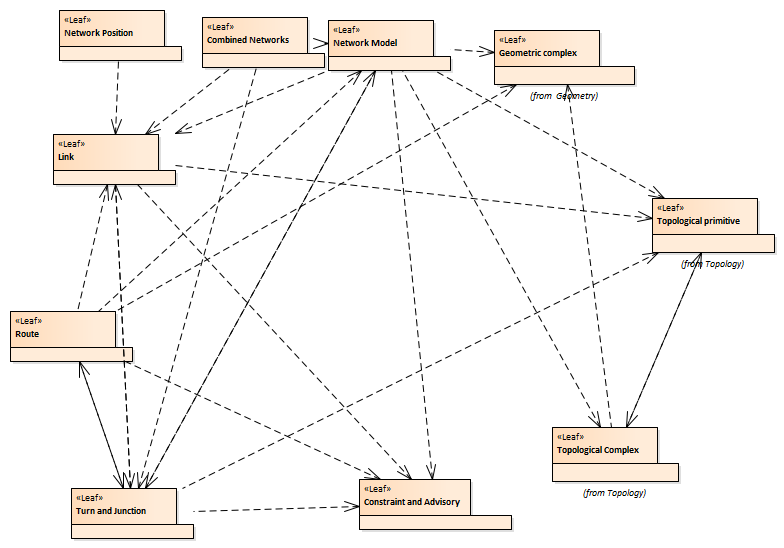 «Leaf»
Network Position
«Leaf»
Combined Networks
«Leaf»
Network Model
«Leaf»
Geometric complex
(from Geometry)
«Leaf»
Link
«Leaf»
Topological primitive
(from Topology)
«Leaf»
Route
«Leaf»
Topological Complex
(from Topology)
«Leaf»
Turn and Junction
«Leaf»
Constraint and Advisory